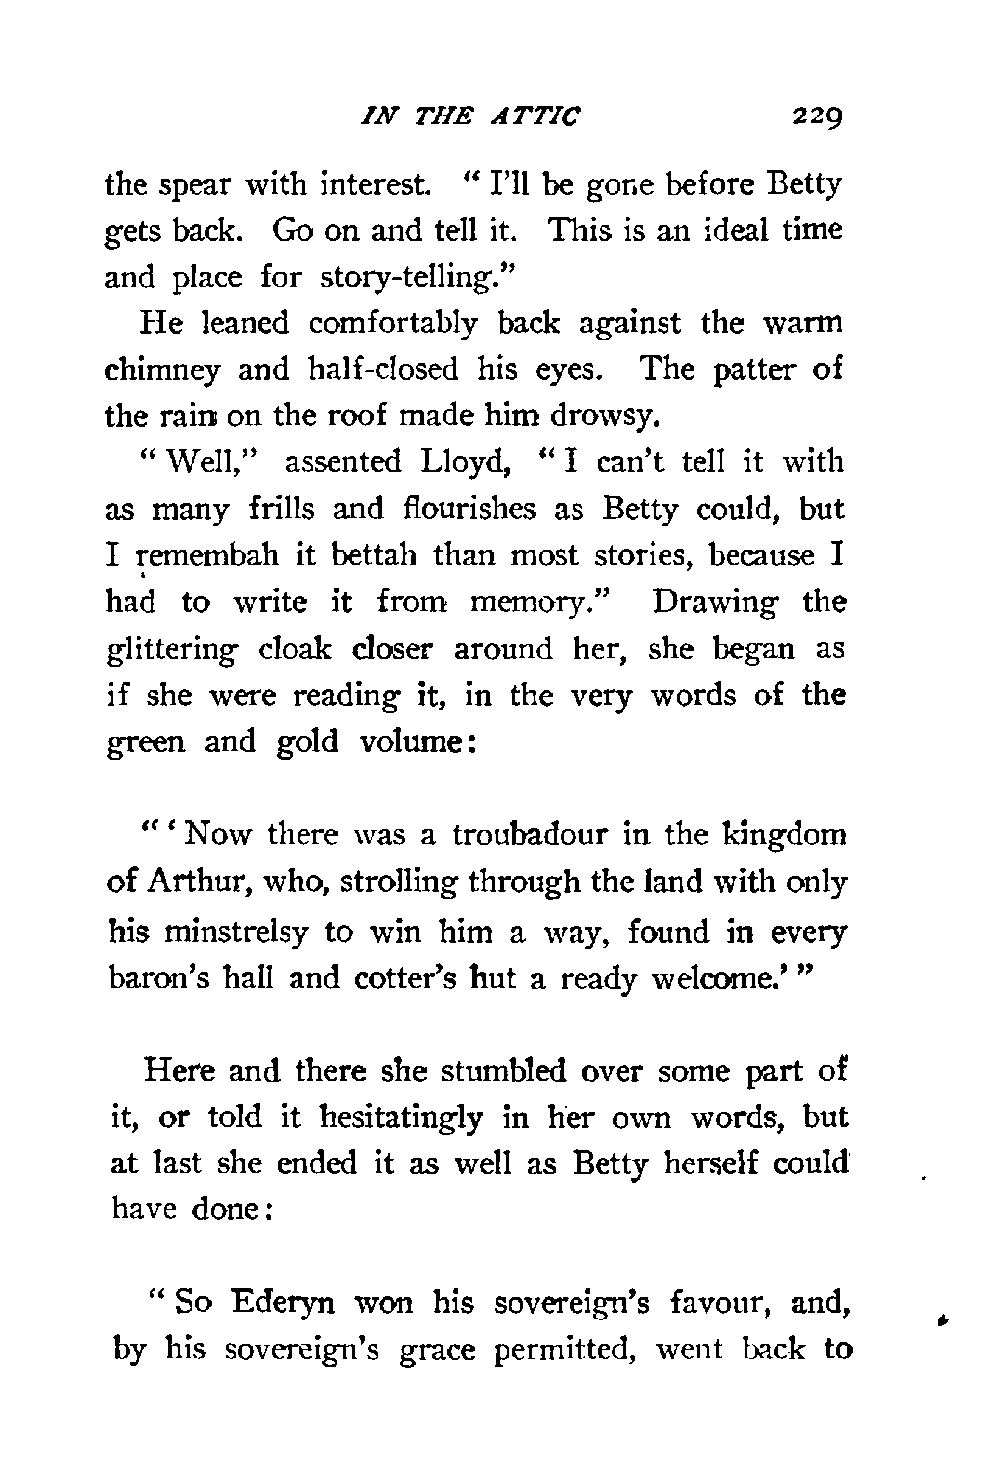 IN THE ATTIC 229
the spear with interest. “ I’ll be gone before Betty
gets back. Go on and tell it. This is an ideal time
and place for story-telling.”
He leaned comfortably back against the warm
chimney and half-closed his eyes. The patter of
the rain on the roof made him drowsy.
“ Well,” assented Lloyd, “ I can’t tell it with
as many frills and flourishes as Betty could, but
I remembah it bettah than most stories, because I
had to write it from memory.” Drawing the
glittering cloak closer around her, she began as
if she were reading it, in the very words of the
green and gold volume:
“ ‘ Now there was a troubadour in the kingdom
of Arthur, who, strolling through the land with only
his minstrelsy to win him a way, found in every
baron’s hall and cotter’s hut a ready welcome.’ ”
Here and there she stumbled over some part of
it, or told it hesitatingly in her own words, but
at last she ended it as well as Betty herself could
have done:
“ So Ederyn won his sovereign’s favour, and,
by his sovereign’s grace permitted, went back to